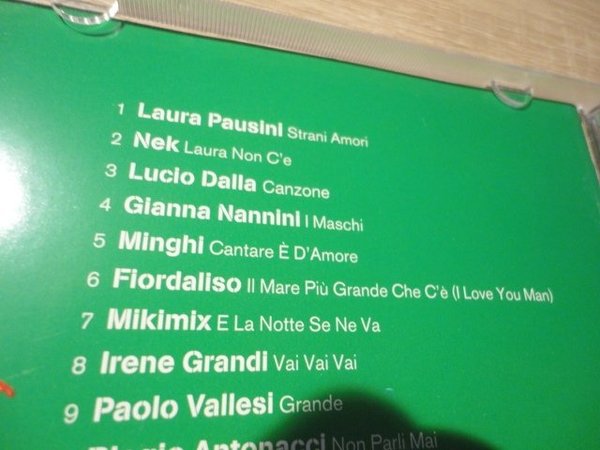 1 Laura Pausini Strani Amori
2 Nek Laura Non C'e
3 Lucio Dalla Canzone
4 Gianna Nannini I Maschi
5 Minghi Cantare È D'Amore
6 Fiordaliso Il Mare Più Grande Che C'è (I Love You Man)
7 Mikimix E La Notte Se Ne Va
8 Irene Grandi Vai Vai Vai
9 Paolo Vallesi Grande
Antonacci Non Parli Mai